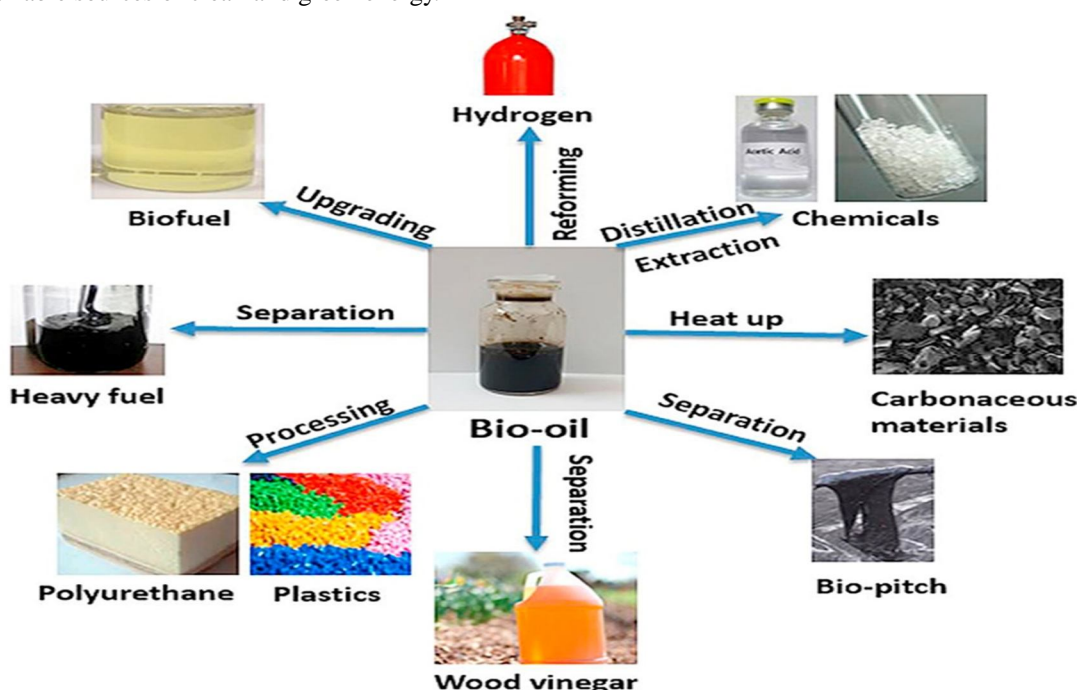 Hydrogen
Acetic Acid
Reforming
Upgrading
Biofuel
Distillation
Extraction
Chemicals
Separation
Heat up
Heavy fuel
Carbonaceous
materials
Processing
Bio-oil
Separation
Separation
Polyurethane
Plastics
Bio-pitch
Wood vinegar